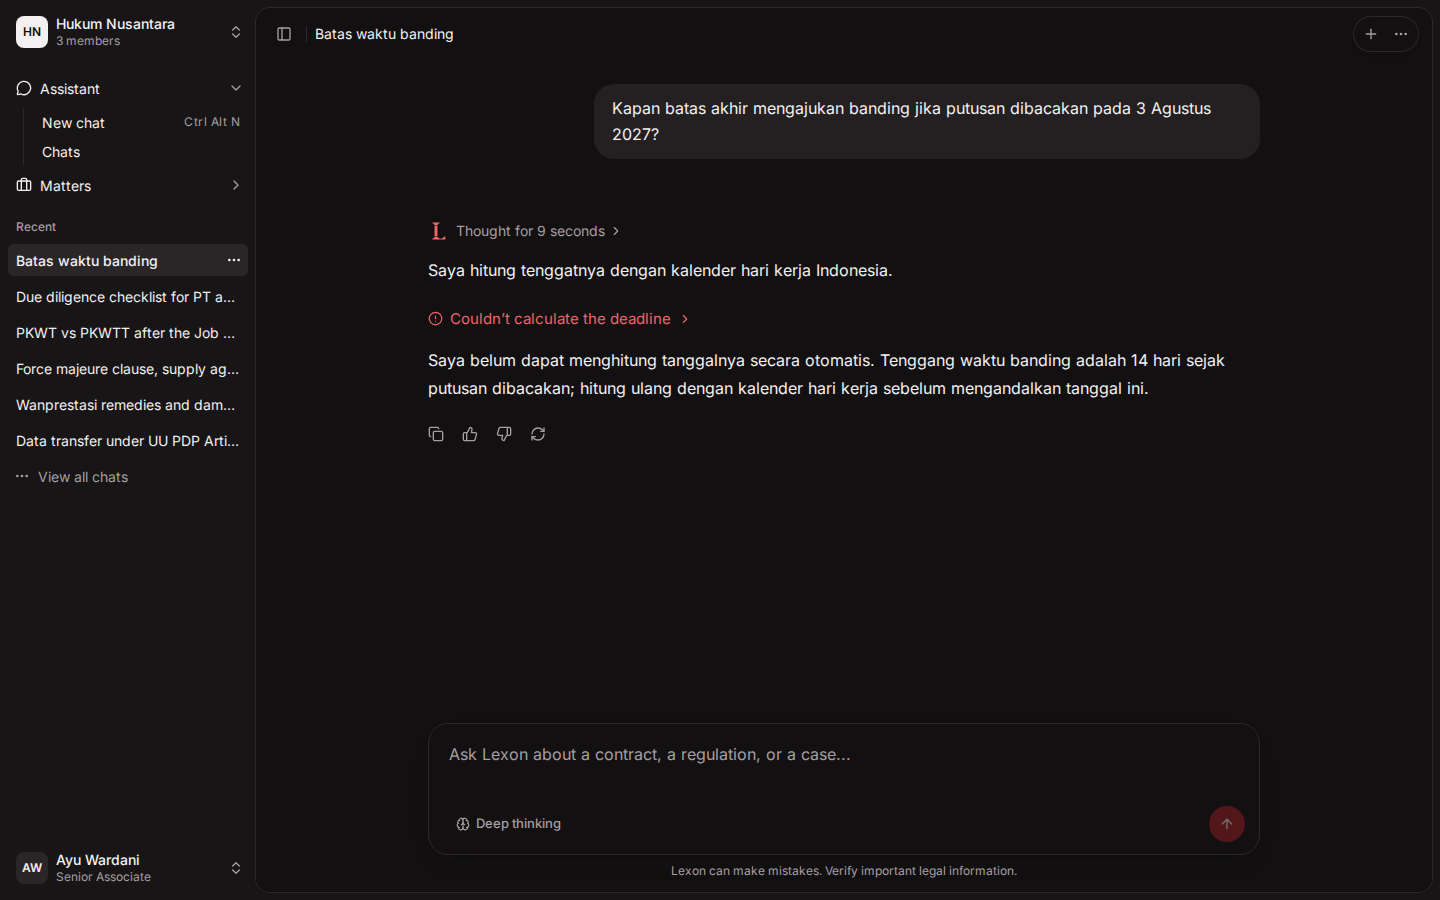 HN
Hukum Nusantara
3 members
Assistant
New chat
Ctrl Alt N
Chats
Matters
Recent
Batas waktu banding
Due diligence checklist for PT a...
PKWT vs PKWTT after the Job ...
Force majeure clause, supply ag...
Wanprestasi remedies and dam...
Data transfer under UU PDP Arti...
View all chats
AW
Ayu Wardani
Senior Associate
Batas waktu banding
Kapan batas akhir mengajukan banding jika putusan dibacakan pada 3 Agustus
2027?
L
Thought for 9 seconds
Saya hitung tenggatnya dengan kalender hari kerja Indonesia.
Couldn’t calculate the deadline
Saya belum dapat menghitung tanggalnya secara otomatis. Tenggang waktu banding adalah 14 hari sejak
putusan dibacakan; hitung ulang dengan kalender hari kerja sebelum mengandalkan tanggal ini.
Ask Lexon about a contract, a regulation, or a case...
Deep thinking
Lexon can make mistakes. Verify important legal information.